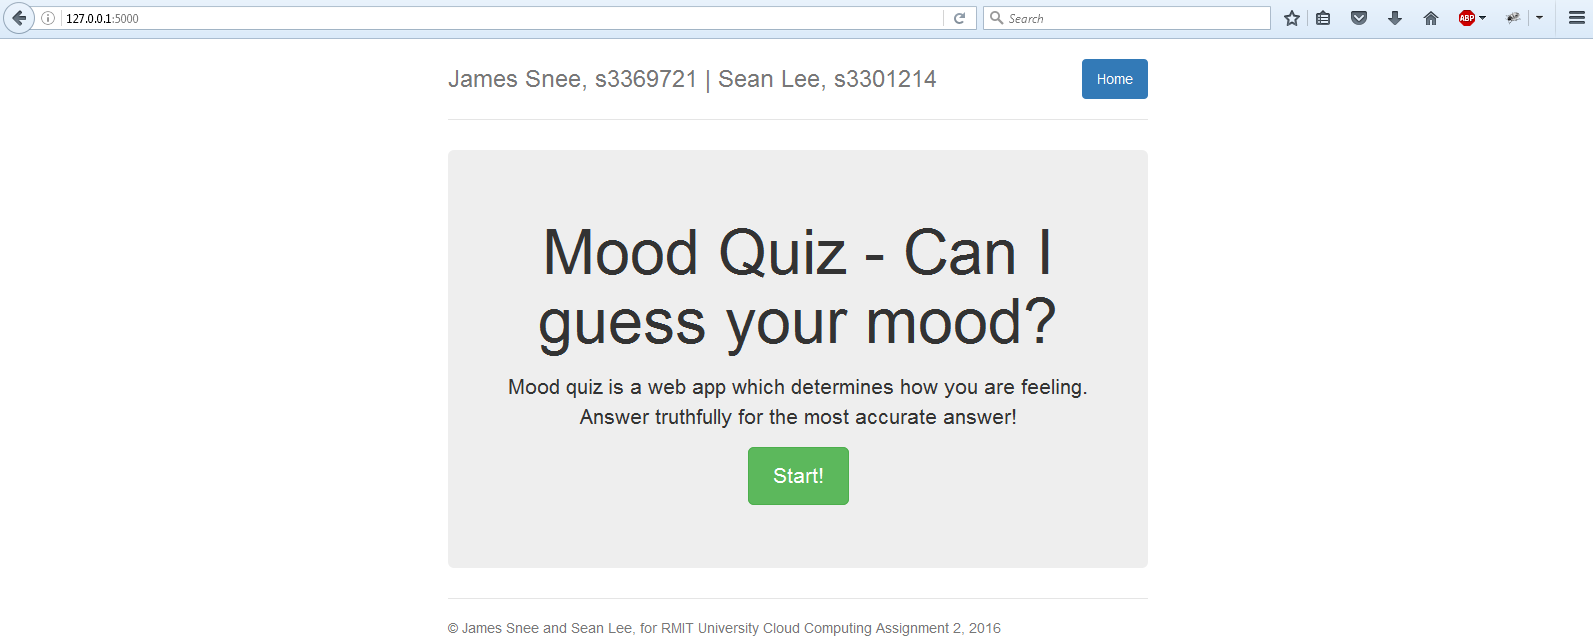 127.0.0.1:5000
Search
ABP
James Snee, s3369721 | Sean Lee, s3301214
Home
Mood Quiz - Can I
guess your mood?
Mood quiz is a web app which determines how you are feeling.
Answer truthfully for the most accurate answer!
Start!
© James Snee and Sean Lee, for RMIT University Cloud Computing Assignment 2, 2016